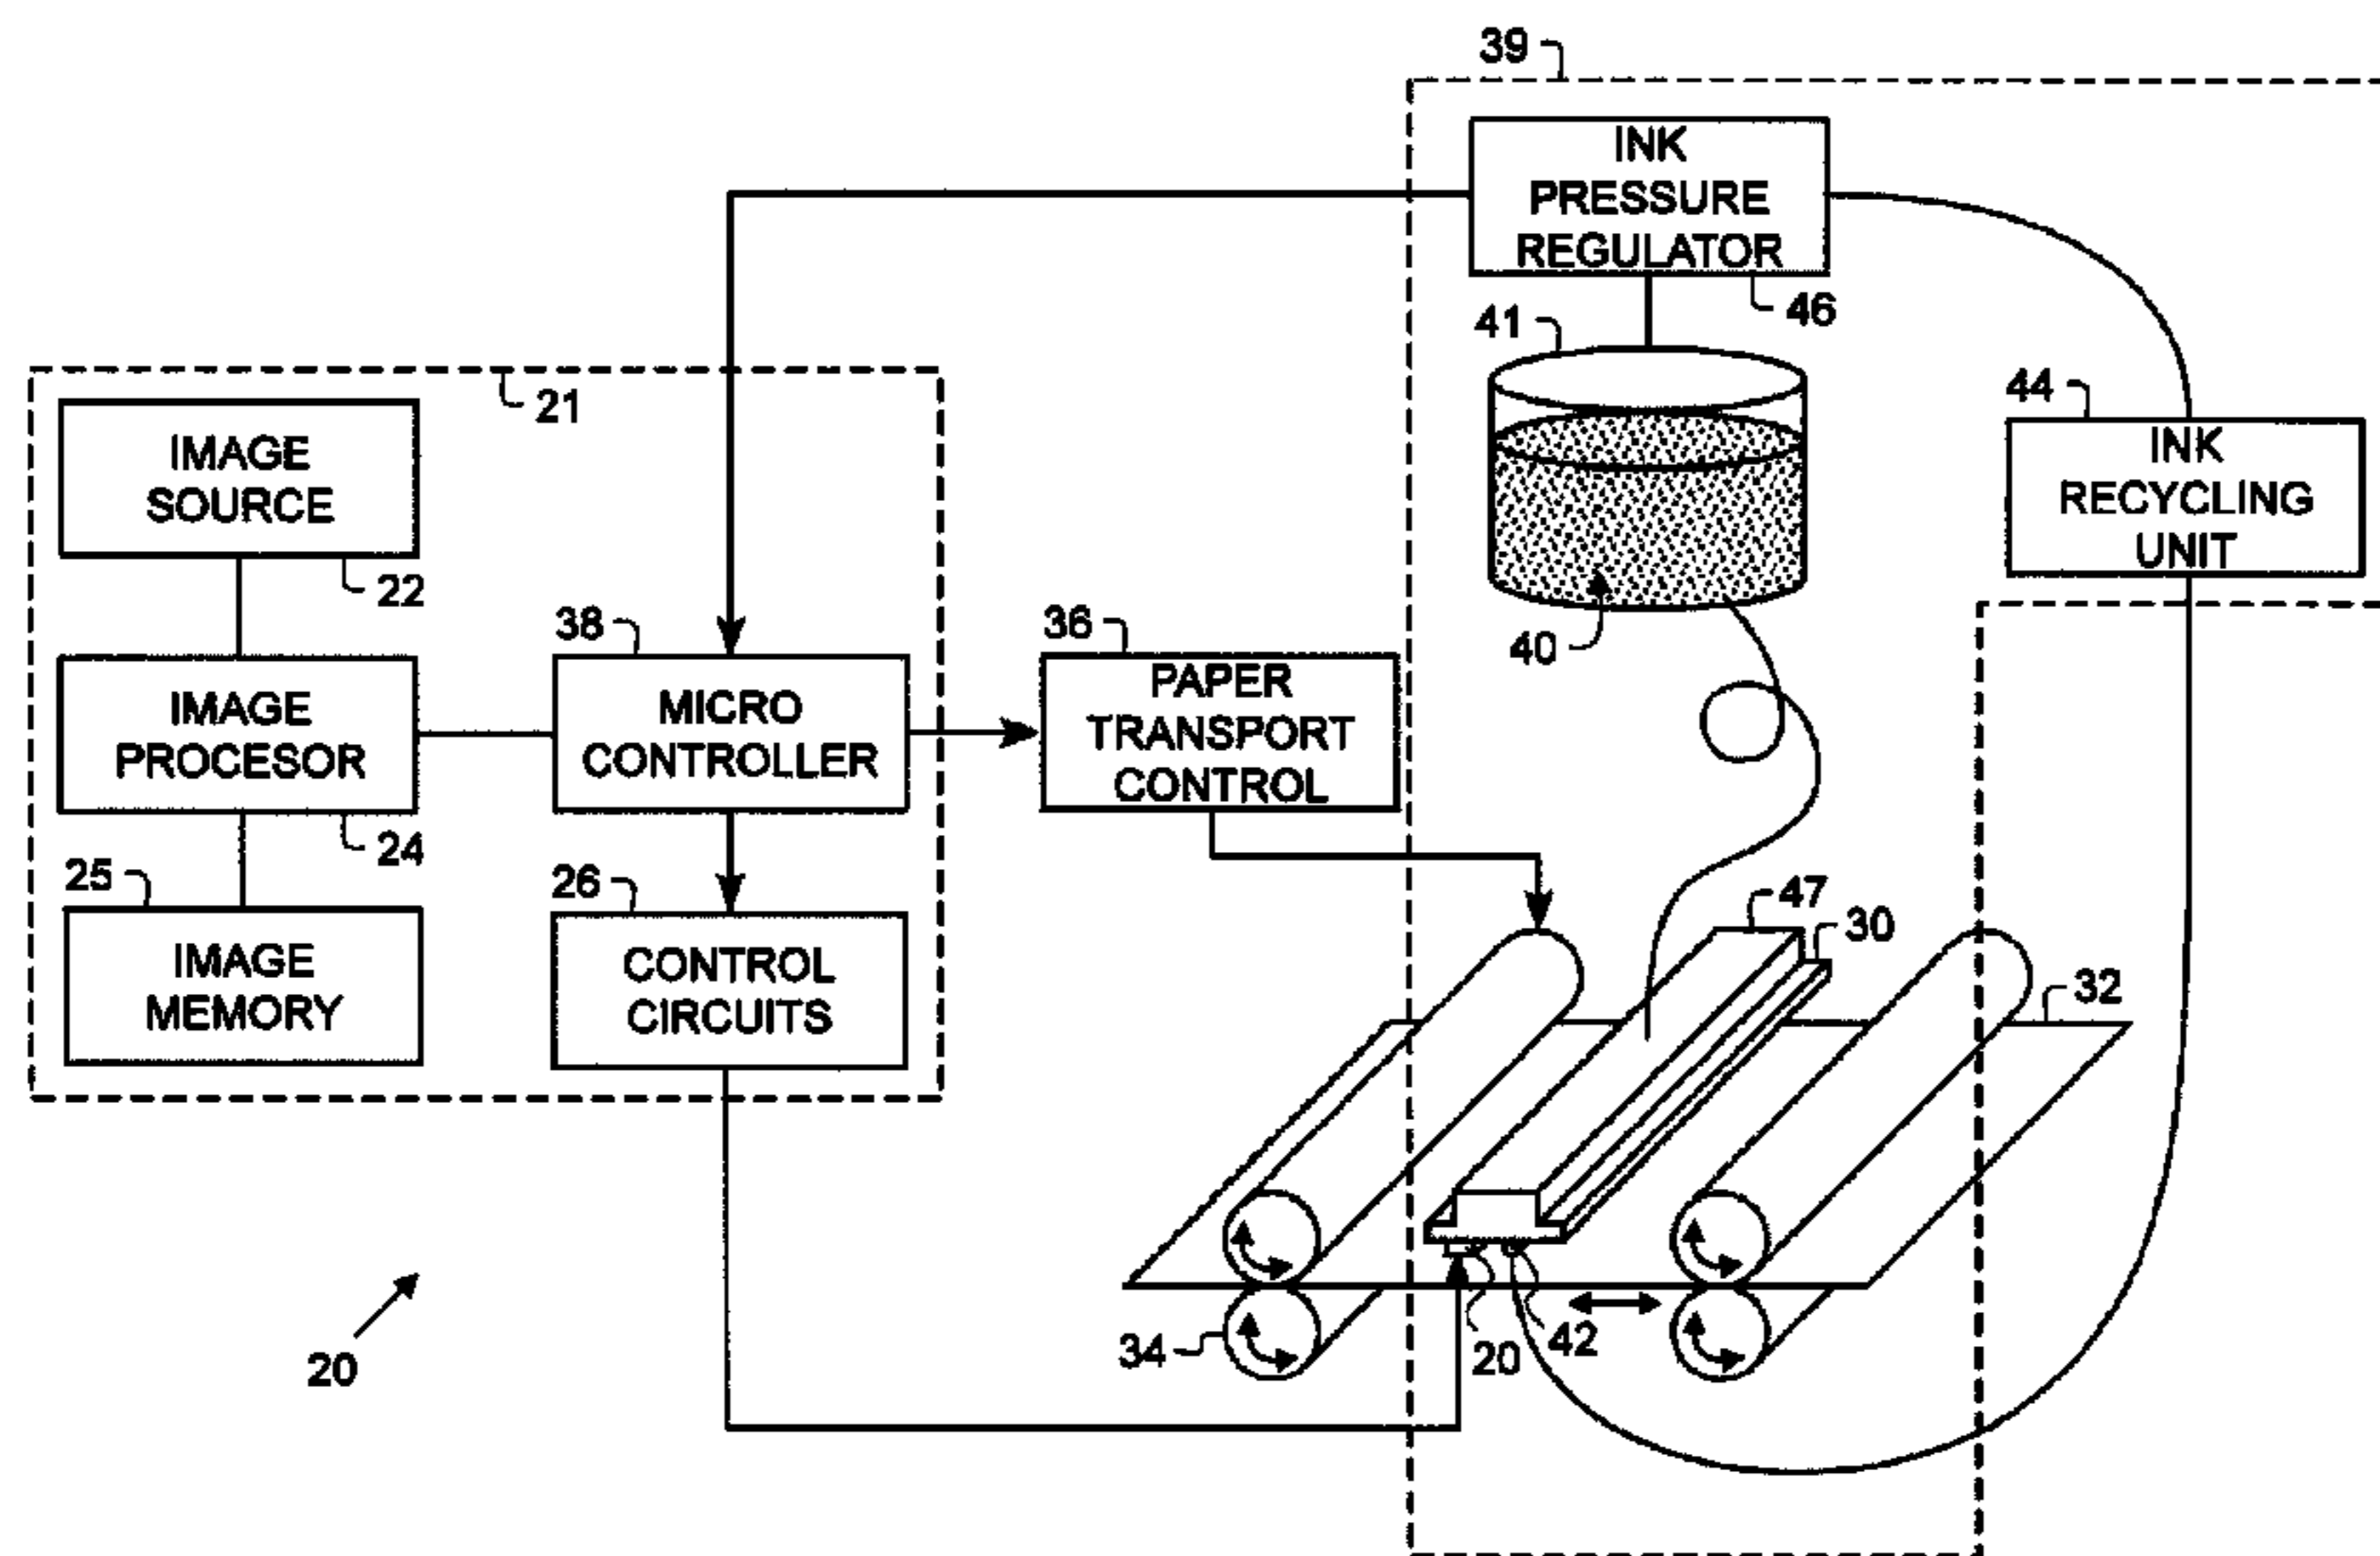 39
INK
PRESSURE
REGULATOR
46
41
21
44
IMAGE
SOURCE
22
INK
RECYCLING
UNIT
40
38
36
IMAGE
PROCESOR
24
MICRO
CONTROLLER
PAPER
TRANSPORT
CONTROL
25
26
47
30
IMAGE
MEMORY
CONTROL
CIRCUITS
32
20
34
20
42